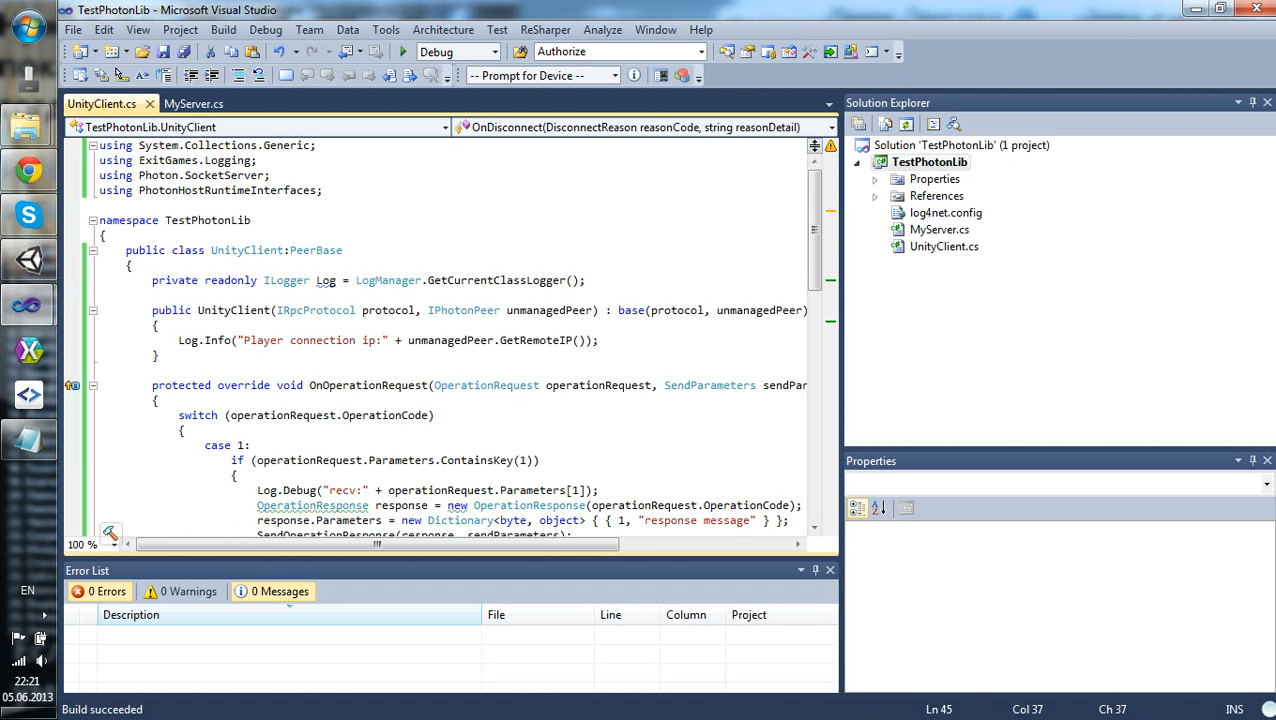 TestPhotonLib - Microsoft Visual Studio
File Edit View Project Build Debug Team Data Tools Architecture Test ReSharper Analyze Window Help
Debug Authorize
-- Prompt for Device --
UnityClient.cs MyServer.cs
TestPhotonLib.UnityClient OnDisconnect(DisconnectReason reasonCode, string reasonDetail)
using System.Collections.Generic;
using ExitGames.Logging;
using Photon.SocketServer;
using PhotonHostRuntimeInterfaces;
namespace TestPhotonLib
{
public class UnityClient:PeerBase
{
private readonly ILogger Log = LogManager.GetCurrentClassLogger();
public UnityClient(IRpcProtocol protocol, IPhotonPeer unmanagedPeer) : base(protocol, unmanagedPeer)
{
Log.Info("Player connection ip:" + unmanagedPeer.GetRemoteIP());
}
protected override void OnOperationRequest(OperationRequest operationRequest, SendParameters sendPar
{
switch (operationRequest.OperationCode)
{
case 1:
if (operationRequest.Parameters.ContainsKey(1))
{
Log.Debug("recv:" + operationRequest.Parameters[1]);
OperationResponse response = new OperationResponse(operationRequest.OperationCode);
response.Parameters = new Dictionary<byte, object> { { 1, "response message" } };
SendOperationResponse(response, sendParameters);
100 %
Solution Explorer
Solution 'TestPhotonLib' (1 project)
TestPhotonLib
Properties
References
log4net.config
MyServer.cs
UnityClient.cs
Properties
Error List
0 Errors 0 Warnings 0 Messages
Description File Line Column Project
Build succeeded Ln 45 Col 37 Ch 37 INS
EN
22:21
05.06.2013